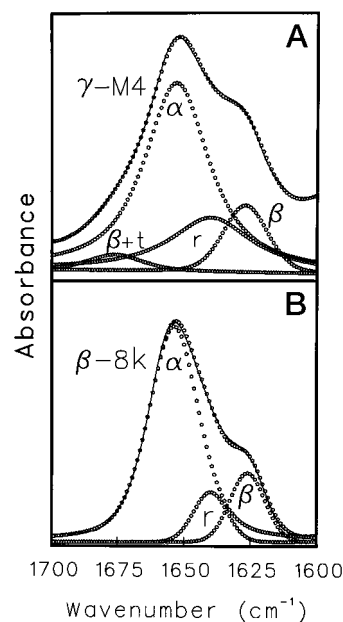 A
γ-M4
α
β
r
β+t
B
β-8k
α
β
r
Absorbance
1700 1675 1650 1625 1600
Wavenumber (cm⁻¹)